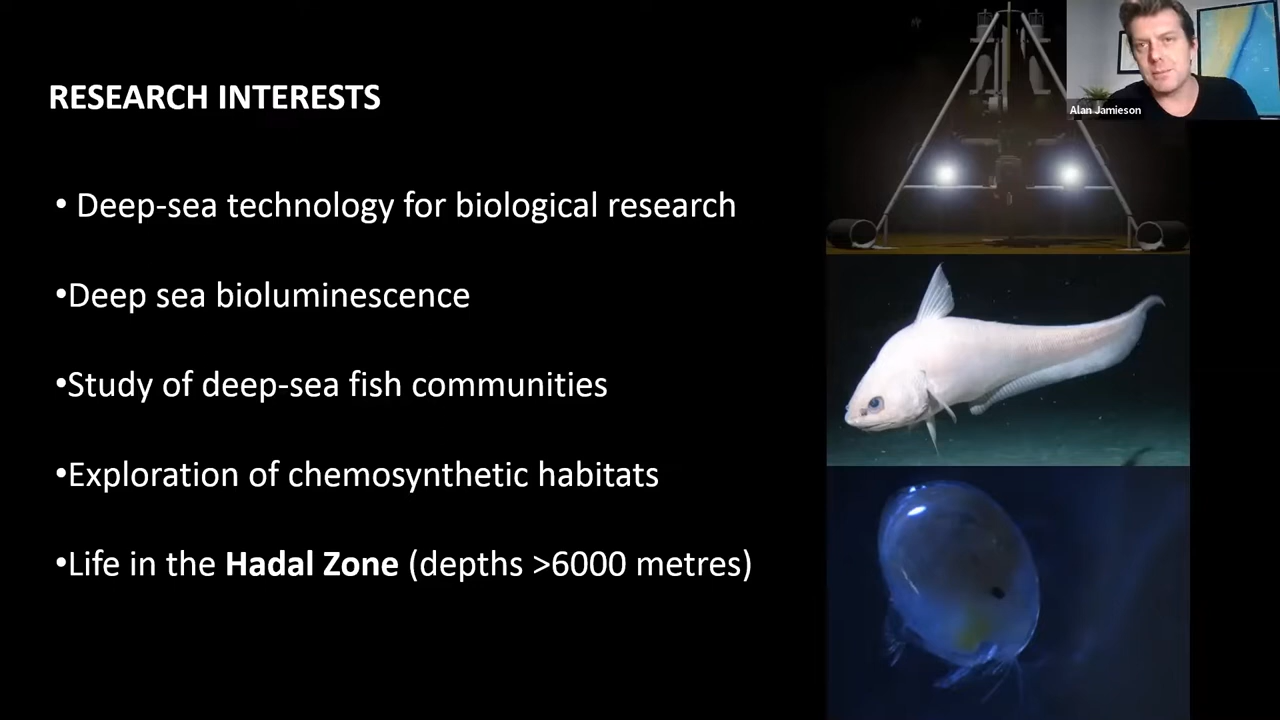 RESEARCH INTERESTS
• Deep-sea technology for biological research
•Deep sea bioluminescence
•Study of deep-sea fish communities
•Exploration of chemosynthetic habitats
•Life in the Hadal Zone (depths >6000 metres)
Alan Jamieson